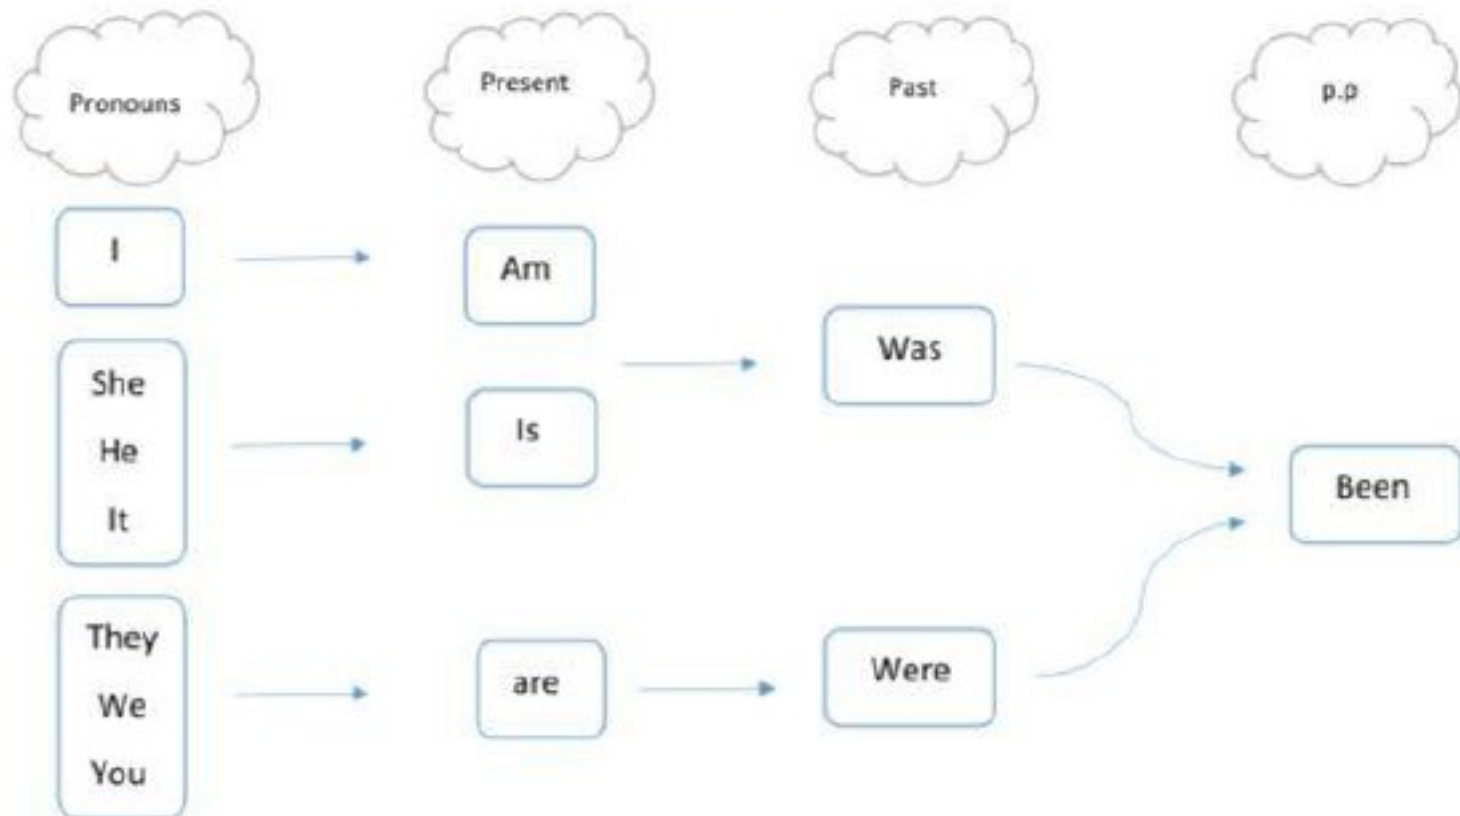 Pronouns
Present
Past
p.p
I
Am
She
He
It
Is
Was
Been
They
We
You
are
Were